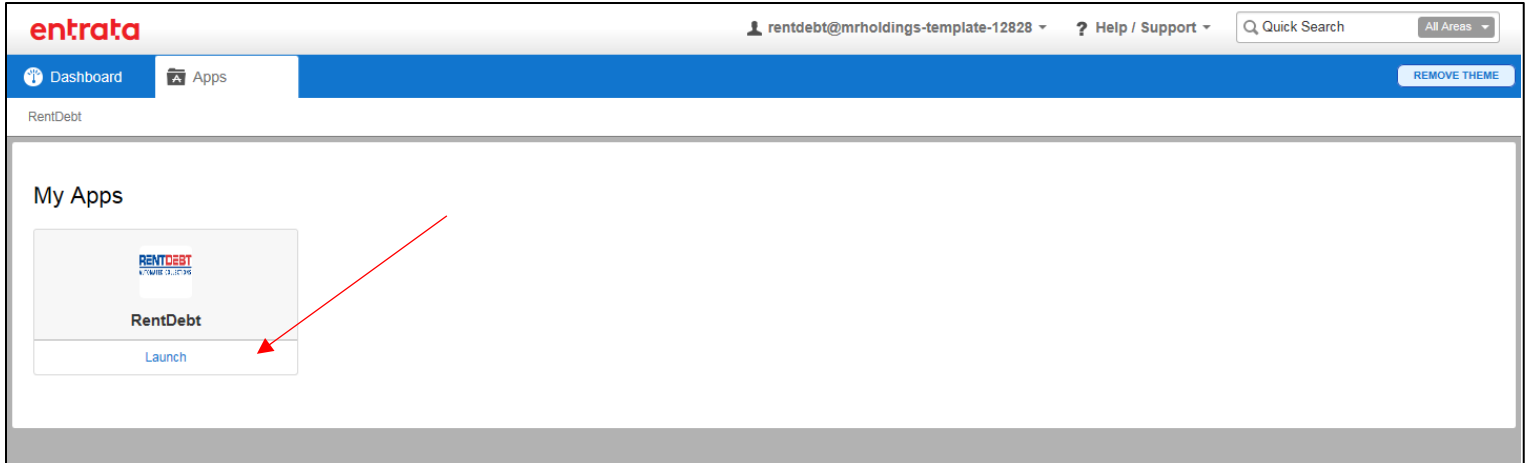 entrata
rentdebt@mrholdings-template-12828
? Help / Support
Quick Search
All Areas
Dashboard
Apps
REMOVE THEME
RentDebt
My Apps
RENTDEBT
RentDebt
Launch